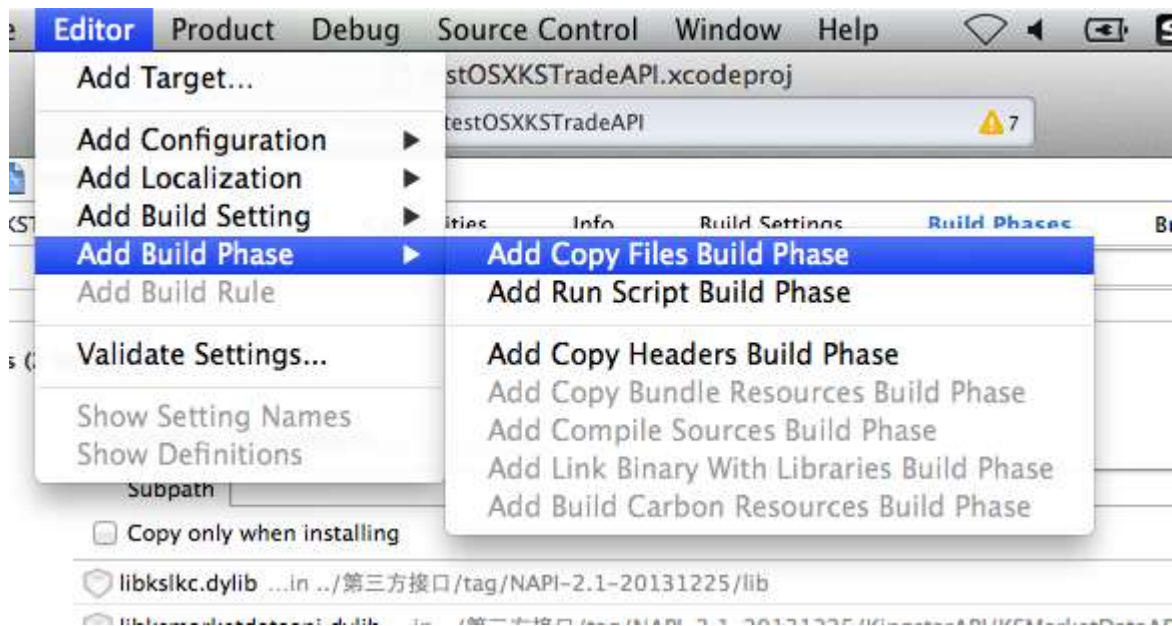 Editor Product Debug Source Control Window Help
Add Target...
stOSXKSTradeAPI.xcodeproj
testOSXKSTradeAPI
7
Add Configuration
Add Localization
Add Build Setting
ities Info Build Settings Build Phases
Add Build Phase
Add Copy Files Build Phase
Add Build Rule
Add Run Script Build Phase
Validate Settings...
Add Copy Headers Build Phase
Add Copy Bundle Resources Build Phase
Show Setting Names
Add Compile Sources Build Phase
Show Definitions
Add Link Binary With Libraries Build Phase
Add Build Carbon Resources Build Phase
Subpath
Copy only when installing
libkslkc.dylib ...in ../第三方接口/tag/NAPI-2.1-20131225/lib